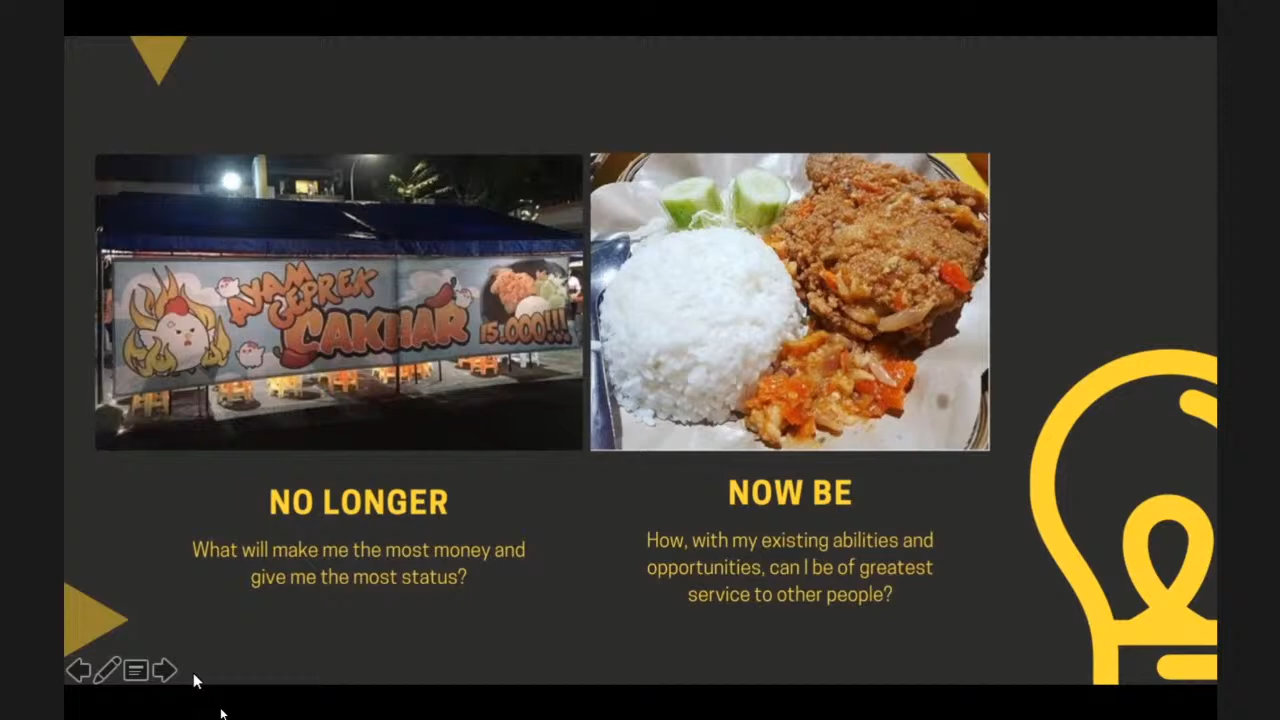 AYAM
GEPREK
CAKHAR
15.000!!!
NO LONGER
What will make me the most money and
give me the most status?
NOW BE
How, with my existing abilities and
opportunities, can I be of greatest
service to other people?